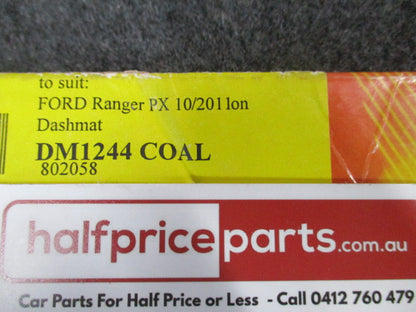 to suit:
FORD Ranger PX 10/2011on
Dashmat
DM1244 COAL
802058
halfpriceparts.com.au
Car Parts For Half Price or Less - Call 0412 760 479